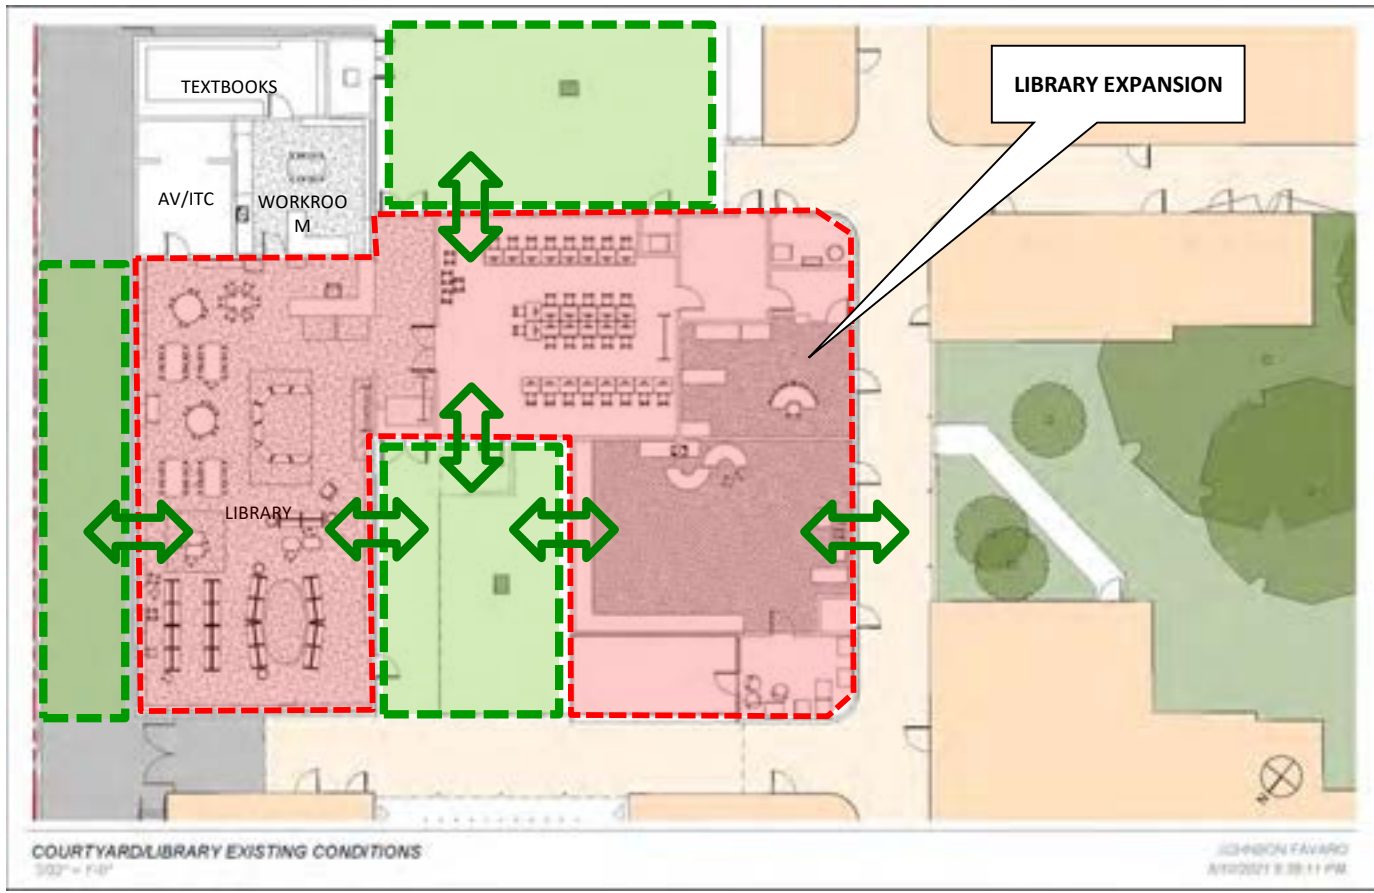 TEXTBOOKS
LIBRARY EXPANSION
AV/ITC
WORKROO
M
LIBRARY
N
COURTYARD/LIBRARY EXISTING CONDITIONS
JOHNSON FAVARO